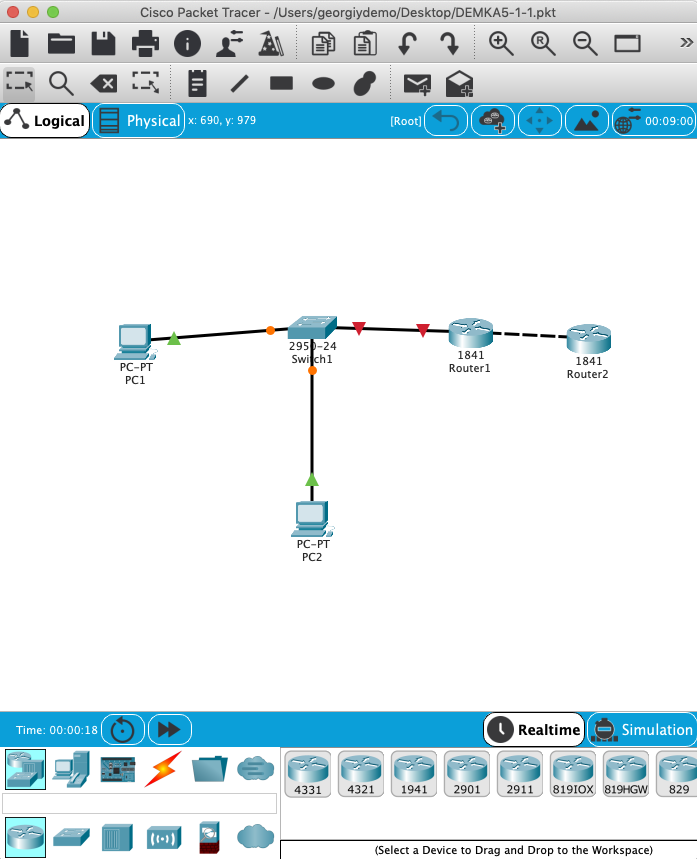 Cisco Packet Tracer - /Users/georgiydemo/Desktop/DEMKA5-1-1.pkt
Logical
Physical
x: 690, y: 979
[Root]
00:09:00
2950-24
Switch1
PC-PT
PC1
1841
Router1
1841
Router2
PC-PT
PC2
Time: 00:00:18
Realtime
Simulation
4331
4321
1941
2901
2911
819IOX
819HGW
829
(Select a Device to Drag and Drop to the Workspace)